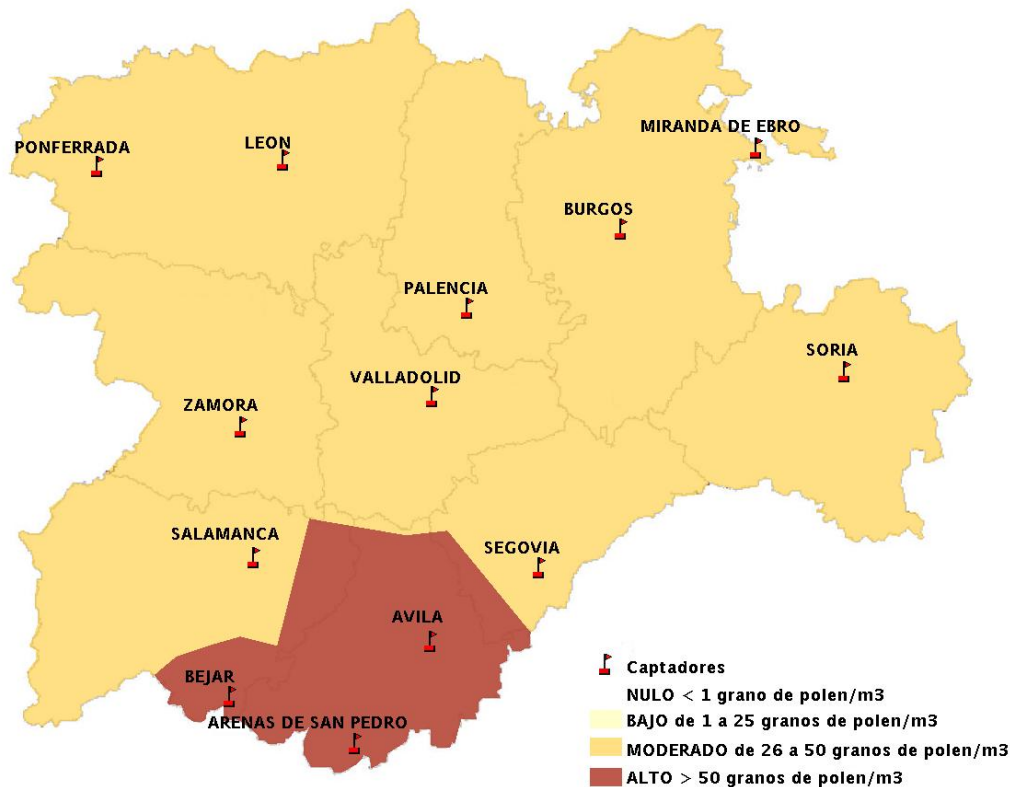 MIRANDA DE EBRO
PONFERRADA
LEON
BURGOS
PALENCIA
SORIA
VALLADOLID
ZAMORA
SALAMANCA
SEGOVIA
AVILA
BEJAR
ARENAS DE SAN PEDRO
Captadores
NULO < 1 grano de polen/m3
BAJO de 1 a 25 granos de polen/m3
MODERADO de 26 a 50 granos de polen/m3
ALTO > 50 granos de polen/m3